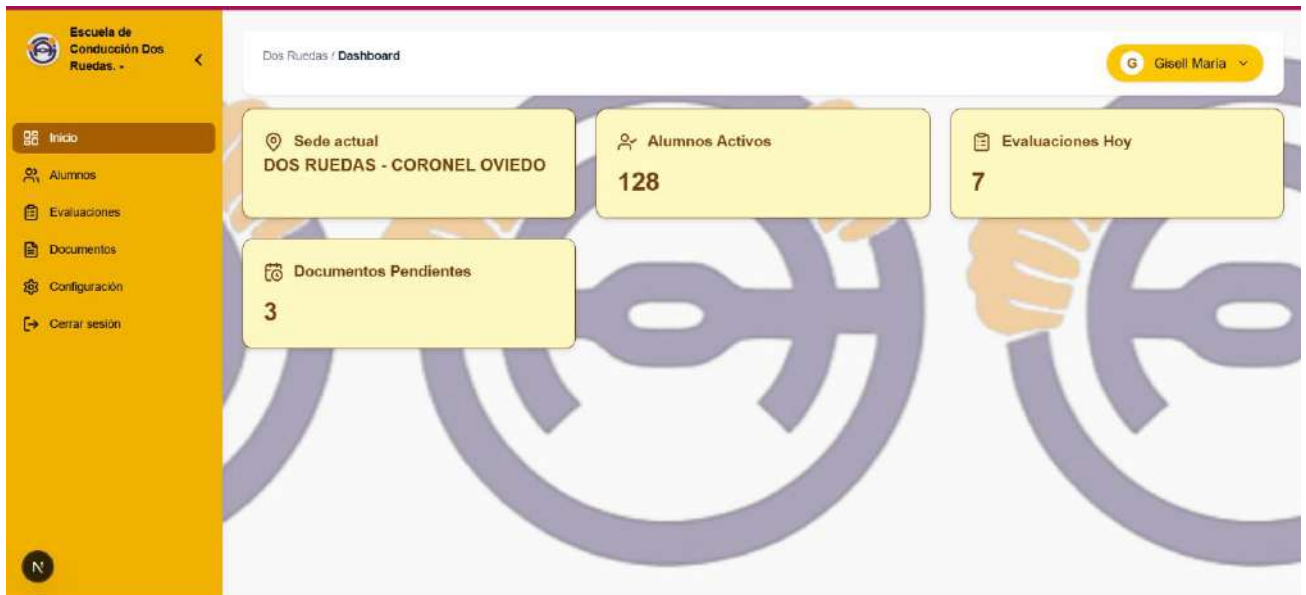 Escuela de
Conducción Dos
Ruedas. -
Inicio
Alumnos
Evaluaciones
Documentos
Configuración
Cerrar sesión
N
Dos Ruedas / Dashboard
G Gisell Maria
Sede actual
DOS RUEDAS - CORONEL OVIEDO
Alumnos Activos
128
Evaluaciones Hoy
7
Documentos Pendientes
3